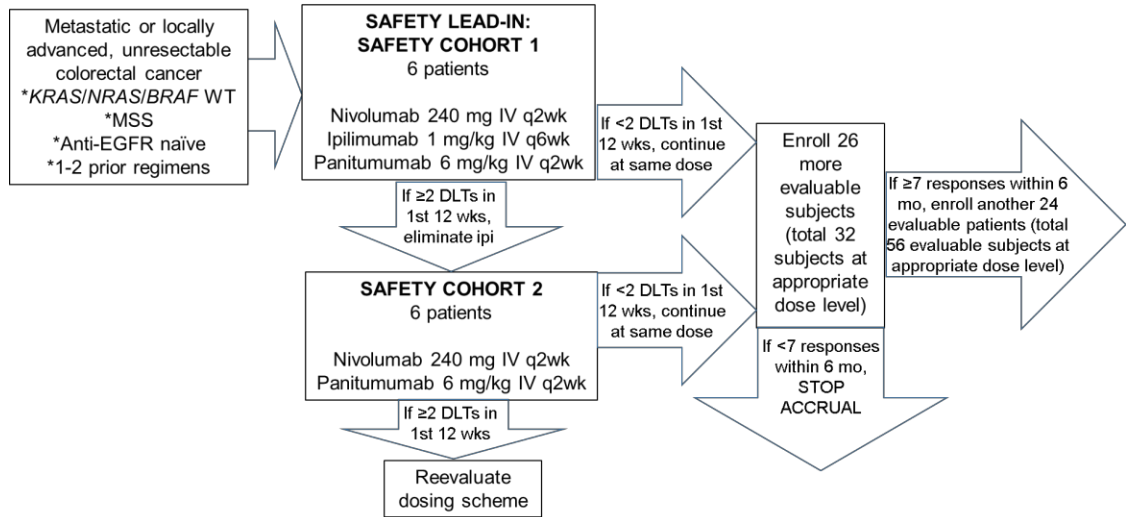 Metastatic or locally
advanced, unresectable
colorectal cancer
*KRAS/NRAS/BRAF WT
*MSS
*Anti-EGFR naïve
*1-2 prior regimens
SAFETY LEAD-IN:
SAFETY COHORT 1
6 patients
Nivolumab 240 mg IV q2wk
Ipilimumab 1 mg/kg IV q6wk
Panitumumab 6 mg/kg IV q2wk
If <2 DLTs in 1st
12 wks, continue
at same dose
If ≥2 DLTs in
1st 12 wks,
eliminate ipi
SAFETY COHORT 2
6 patients
Nivolumab 240 mg IV q2wk
Panitumumab 6 mg/kg IV q2wk
If <2 DLTs in 1st
12 wks, continue
at same dose
If ≥2 DLTs in
1st 12 wks
Reevaluate
dosing scheme
Enroll 26
more
evaluable
subjects
(total 32
subjects at
appropriate
dose level)
If ≥7 responses within 6
mo, enroll another 24
evaluable patients (total
56 evaluable subjects at
appropriate dose level)
If <7 responses
within 6 mo,
STOP
ACCRUAL